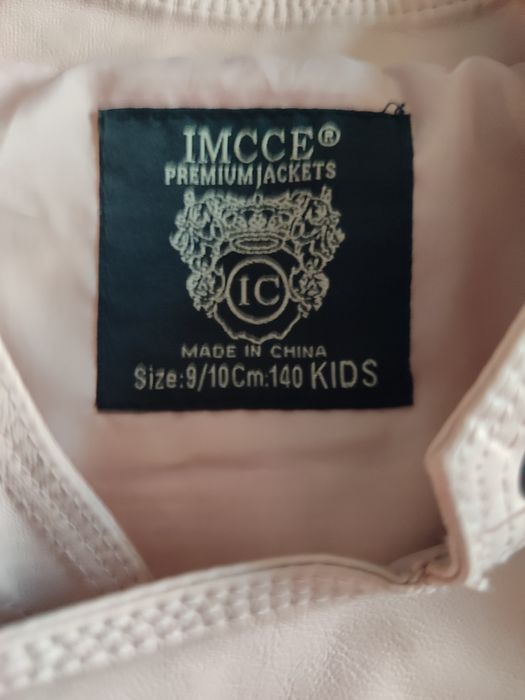 IMCCE®
PREMIUM JACKETS
IC
MADE IN CHINA
Size:9/10Cm:140 KIDS